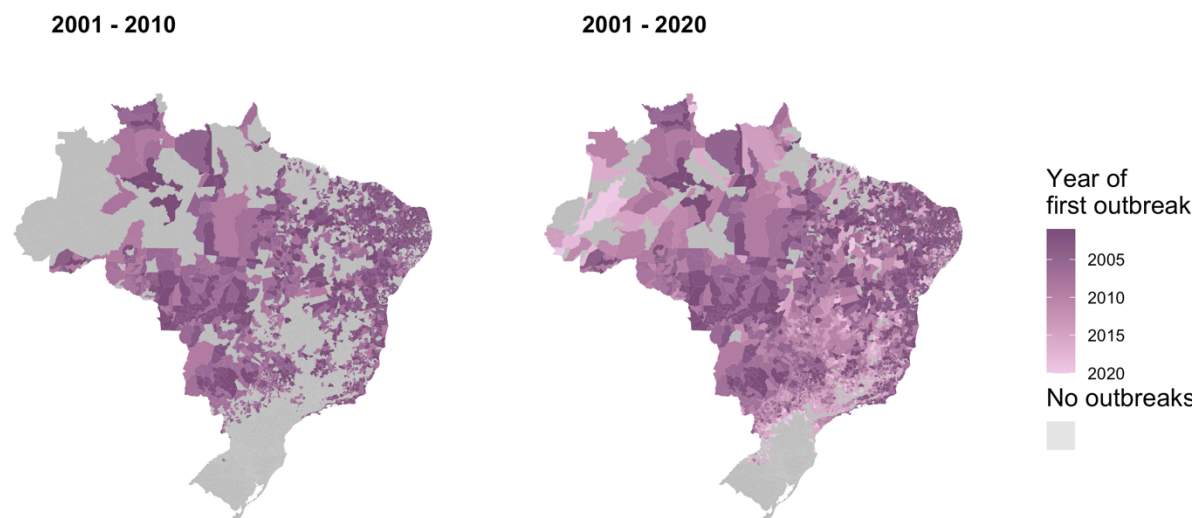 2001 - 2010
2001 - 2020
Year of
first outbreak
2005
2010
2015
2020
No outbreaks